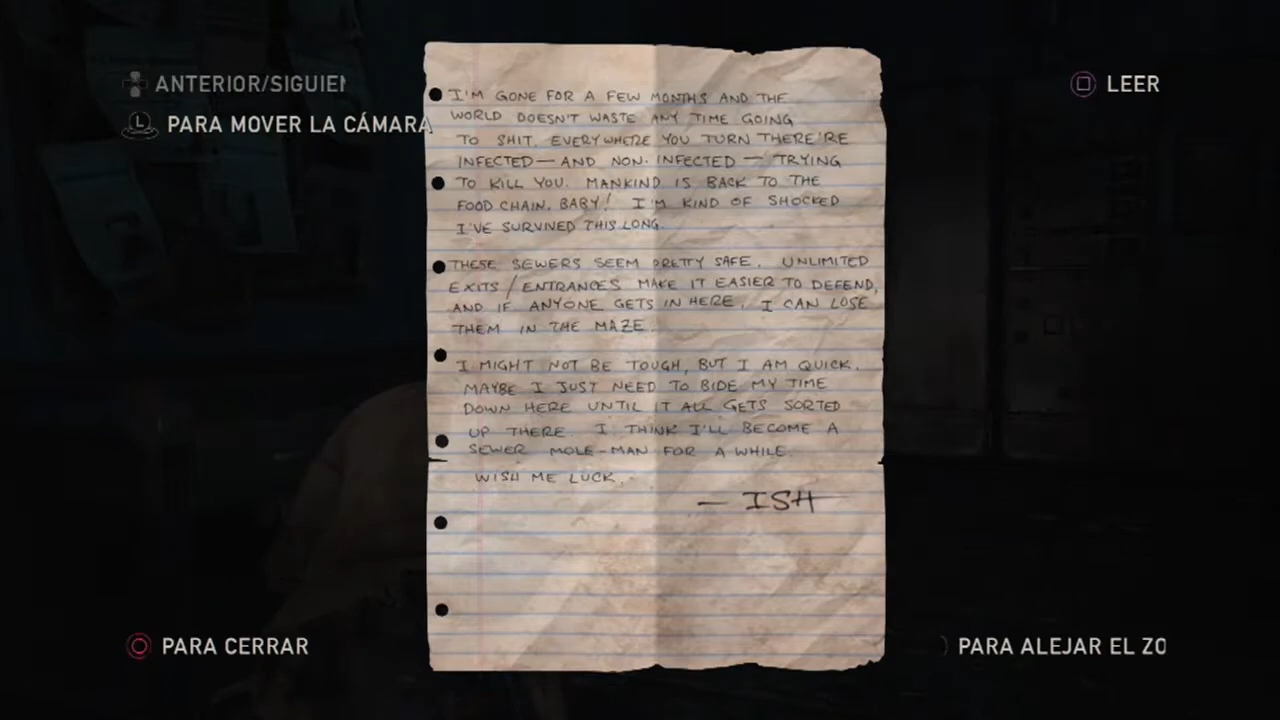 ANTERIOR/SIGUIEN
LEER
L PARA MOVER LA CÁMARA
I'M GONE FOR A FEW MONTHS AND THE
WORLD DOESN'T WASTE ANY TIME GOING
TO SHIT. EVERYWHERE YOU TURN THERE'RE
INFECTED — AND NON-INFECTED — TRYING
TO KILL YOU. MANKIND IS BACK TO THE
FOOD CHAIN, BABY! I'M KIND OF SHOCKED
I'VE SURVIVED THIS LONG.
THESE SEWERS SEEM PRETTY SAFE. UNLIMITED
EXITS/ENTRANCES MAKE IT EASIER TO DEFEND,
AND IF ANYONE GETS IN HERE, I CAN LOSE
THEM IN THE MAZE.
I MIGHT NOT BE TOUGH, BUT I AM QUICK.
MAYBE I JUST NEED TO BIDE MY TIME
DOWN HERE UNTIL IT ALL GETS SORTED
UP THERE. I THINK I'LL BECOME A
SEWER MOLE-MAN FOR A WHILE.
WISH ME LUCK.
— ISH
PARA CERRAR
PARA ALEJAR EL ZO